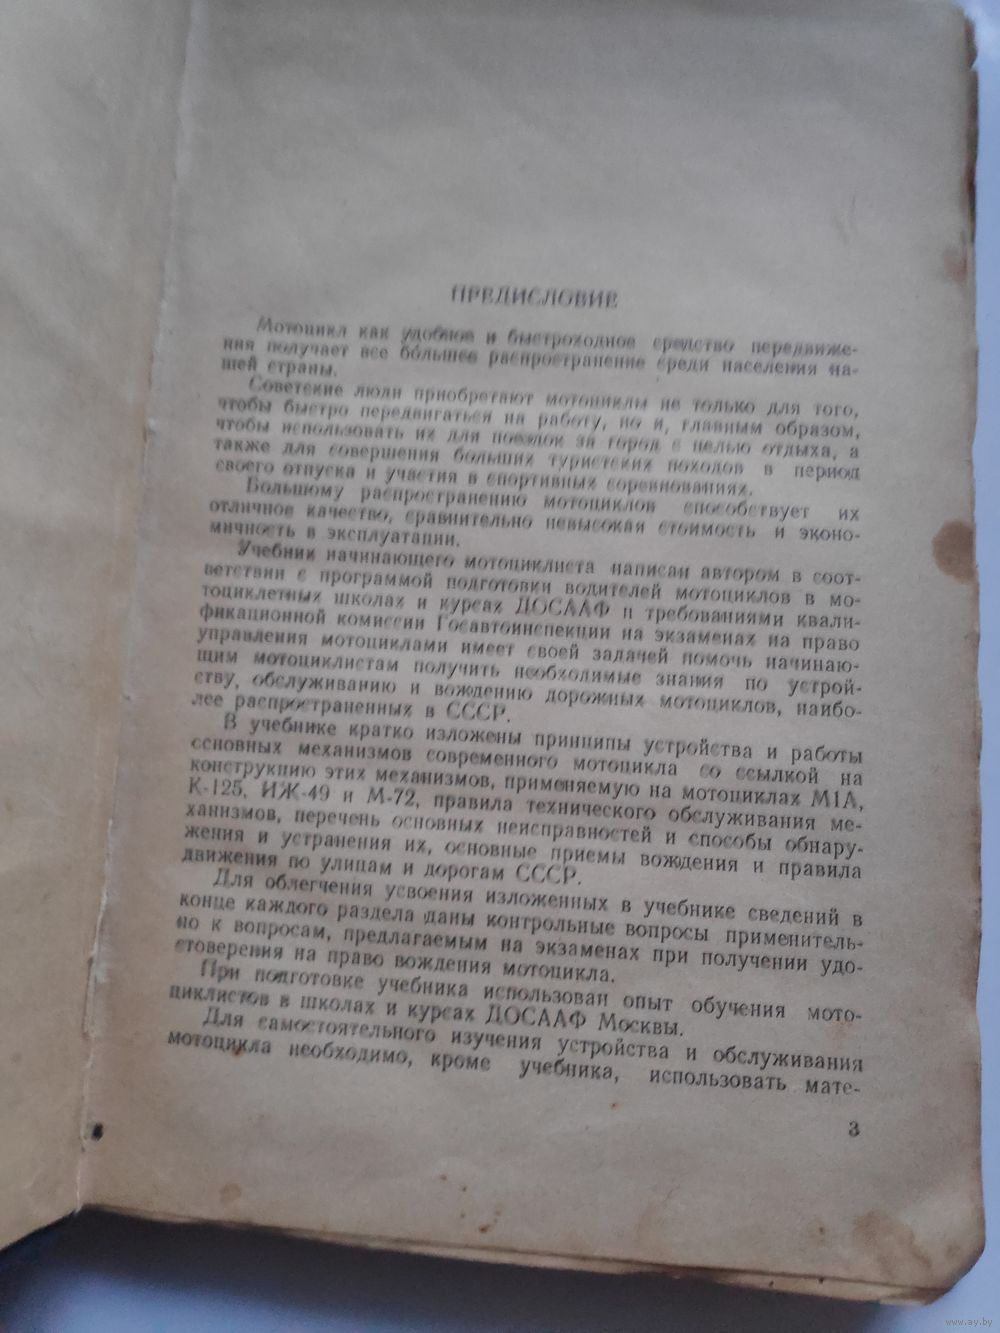 ПРЕДИСЛОВИЕ
Мотоцикл как удобное и быстроходное средство передвиже-
ния получает все бо́льшее распространение среди населения на-
шей страны.
Советские люди приобретают мотоциклы не только для того,
чтобы быстро передвигаться на работу, но и, главным образом,
чтобы использовать их для поездок за город с целью отдыха, а
также для совершения больших туристских походов в период
своего отпуска и участия в спортивных соревнованиях.
Большому распространению мотоциклов способствует их
отличное качество, сравнительно невысокая стоимость и эконо-
мичность в эксплуатации.
Учебник начинающего мотоциклиста написан автором в соот-
ветствии с программой подготовки водителей мотоциклов в мо-
тоциклетных школах и курсах ДОСААФ и требованиями квали-
фикационной комиссии Госавтоинспекции на экзаменах на право
управления мотоциклами имеет своей задачей помочь начинаю-
щим мотоциклистам получить необходимые знания по устрой-
ству, обслуживанию и вождению дорожных мотоциклов, наибо-
лее распространенных в СССР.
В учебнике кратко изложены принципы устройства и работы
основных механизмов современного мотоцикла со ссылкой на
конструкцию этих механизмов, применяемую на мотоциклах М1А,
К-125, ИЖ-49 и М-72, правила технического обслуживания ме-
ханизмов, перечень основных неисправностей и способы обнару-
жения и устранения их, основные приемы вождения и правила
движения по улицам и дорогам СССР.
Для облегчения усвоения изложенных в учебнике сведений в
конце каждого раздела даны контрольные вопросы применитель-
но к вопросам, предлагаемым на экзаменах при получении удо-
стоверения на право вождения мотоцикла.
При подготовке учебника использован опыт обучения мото-
циклистов в школах и курсах ДОСААФ Москвы.
Для самостоятельного изучения устройства и обслуживания
мотоцикла необходимо, кроме учебника, использовать мате-
3
www.ay.by